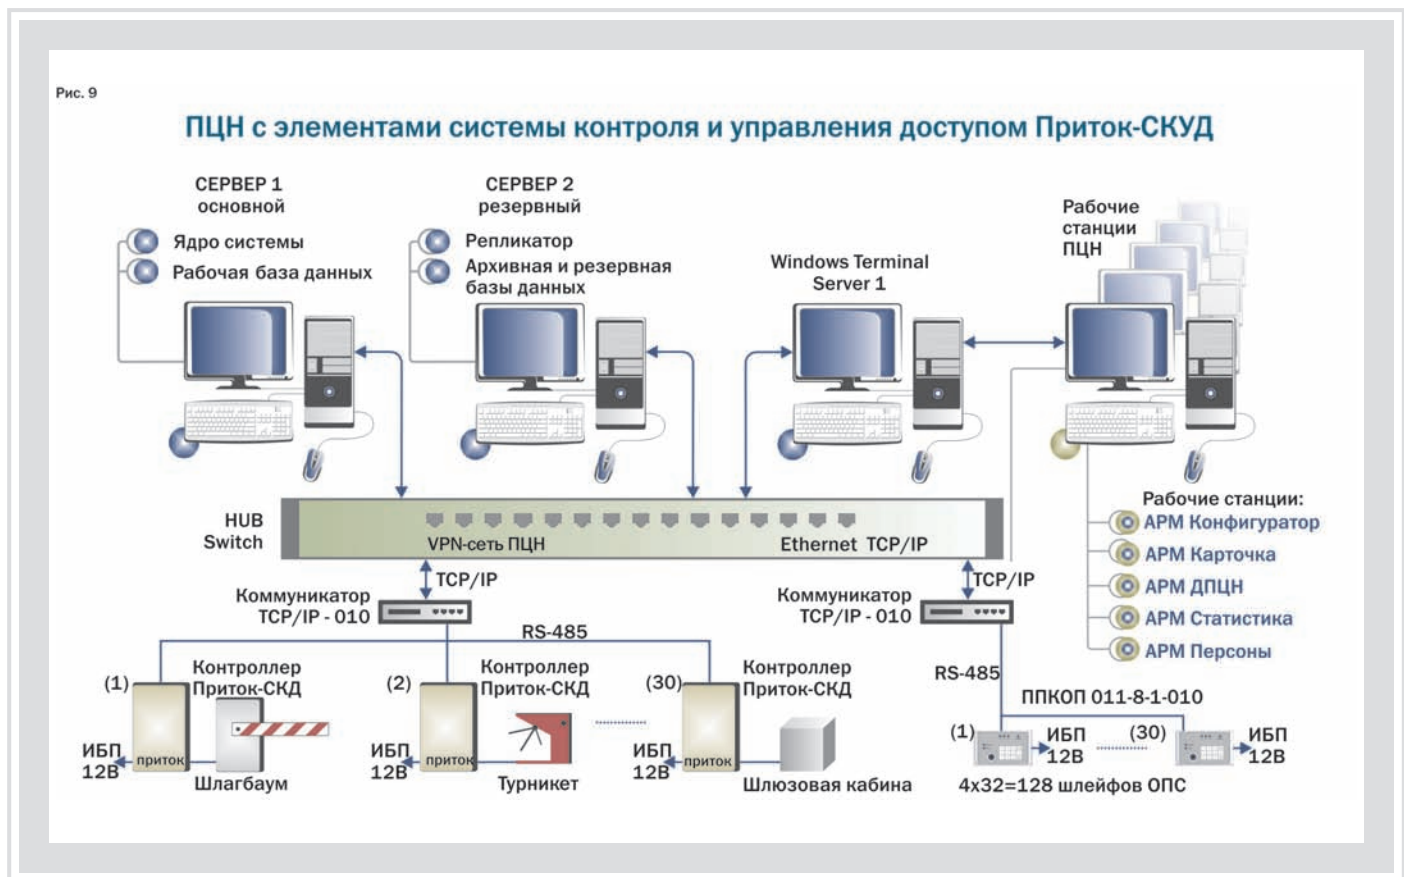 Рис. 9
ПЦН с элементами системы контроля и управления доступом Приток-СКУД
СЕРВЕР 1
основной
Ядро системы
Рабочая база данных
СЕРВЕР 2
резервный
Репликатор
Архивная и резервная
базы данных
Windows Terminal
Server 1
Рабочие
станции
ПЦН
HUB
Switch
VPN-сеть ПЦН
Ethernet TCP/IP
Рабочие станции:
АРМ Конфигуратор
АРМ Карточка
АРМ ДПЦН
АРМ Статистика
АРМ Персоны
TCP/IP
Коммуникатор
TCP/IP - 010
TCP/IP
Коммуникатор
TCP/IP - 010
RS-485
(1)
Контроллер
Приток-СКД
ИБП
12В
приток
Шлагбаум
(2)
Контроллер
Приток-СКД
ИБП
12В
приток
Турникет
(30)
Контроллер
Приток-СКД
ИБП
12В
приток
Шлюзовая кабина
RS-485
ППКОП 011-8-1-010
(1)
ИБП
12В
(30)
ИБП
12В
4х32=128 шлейфов ОПС